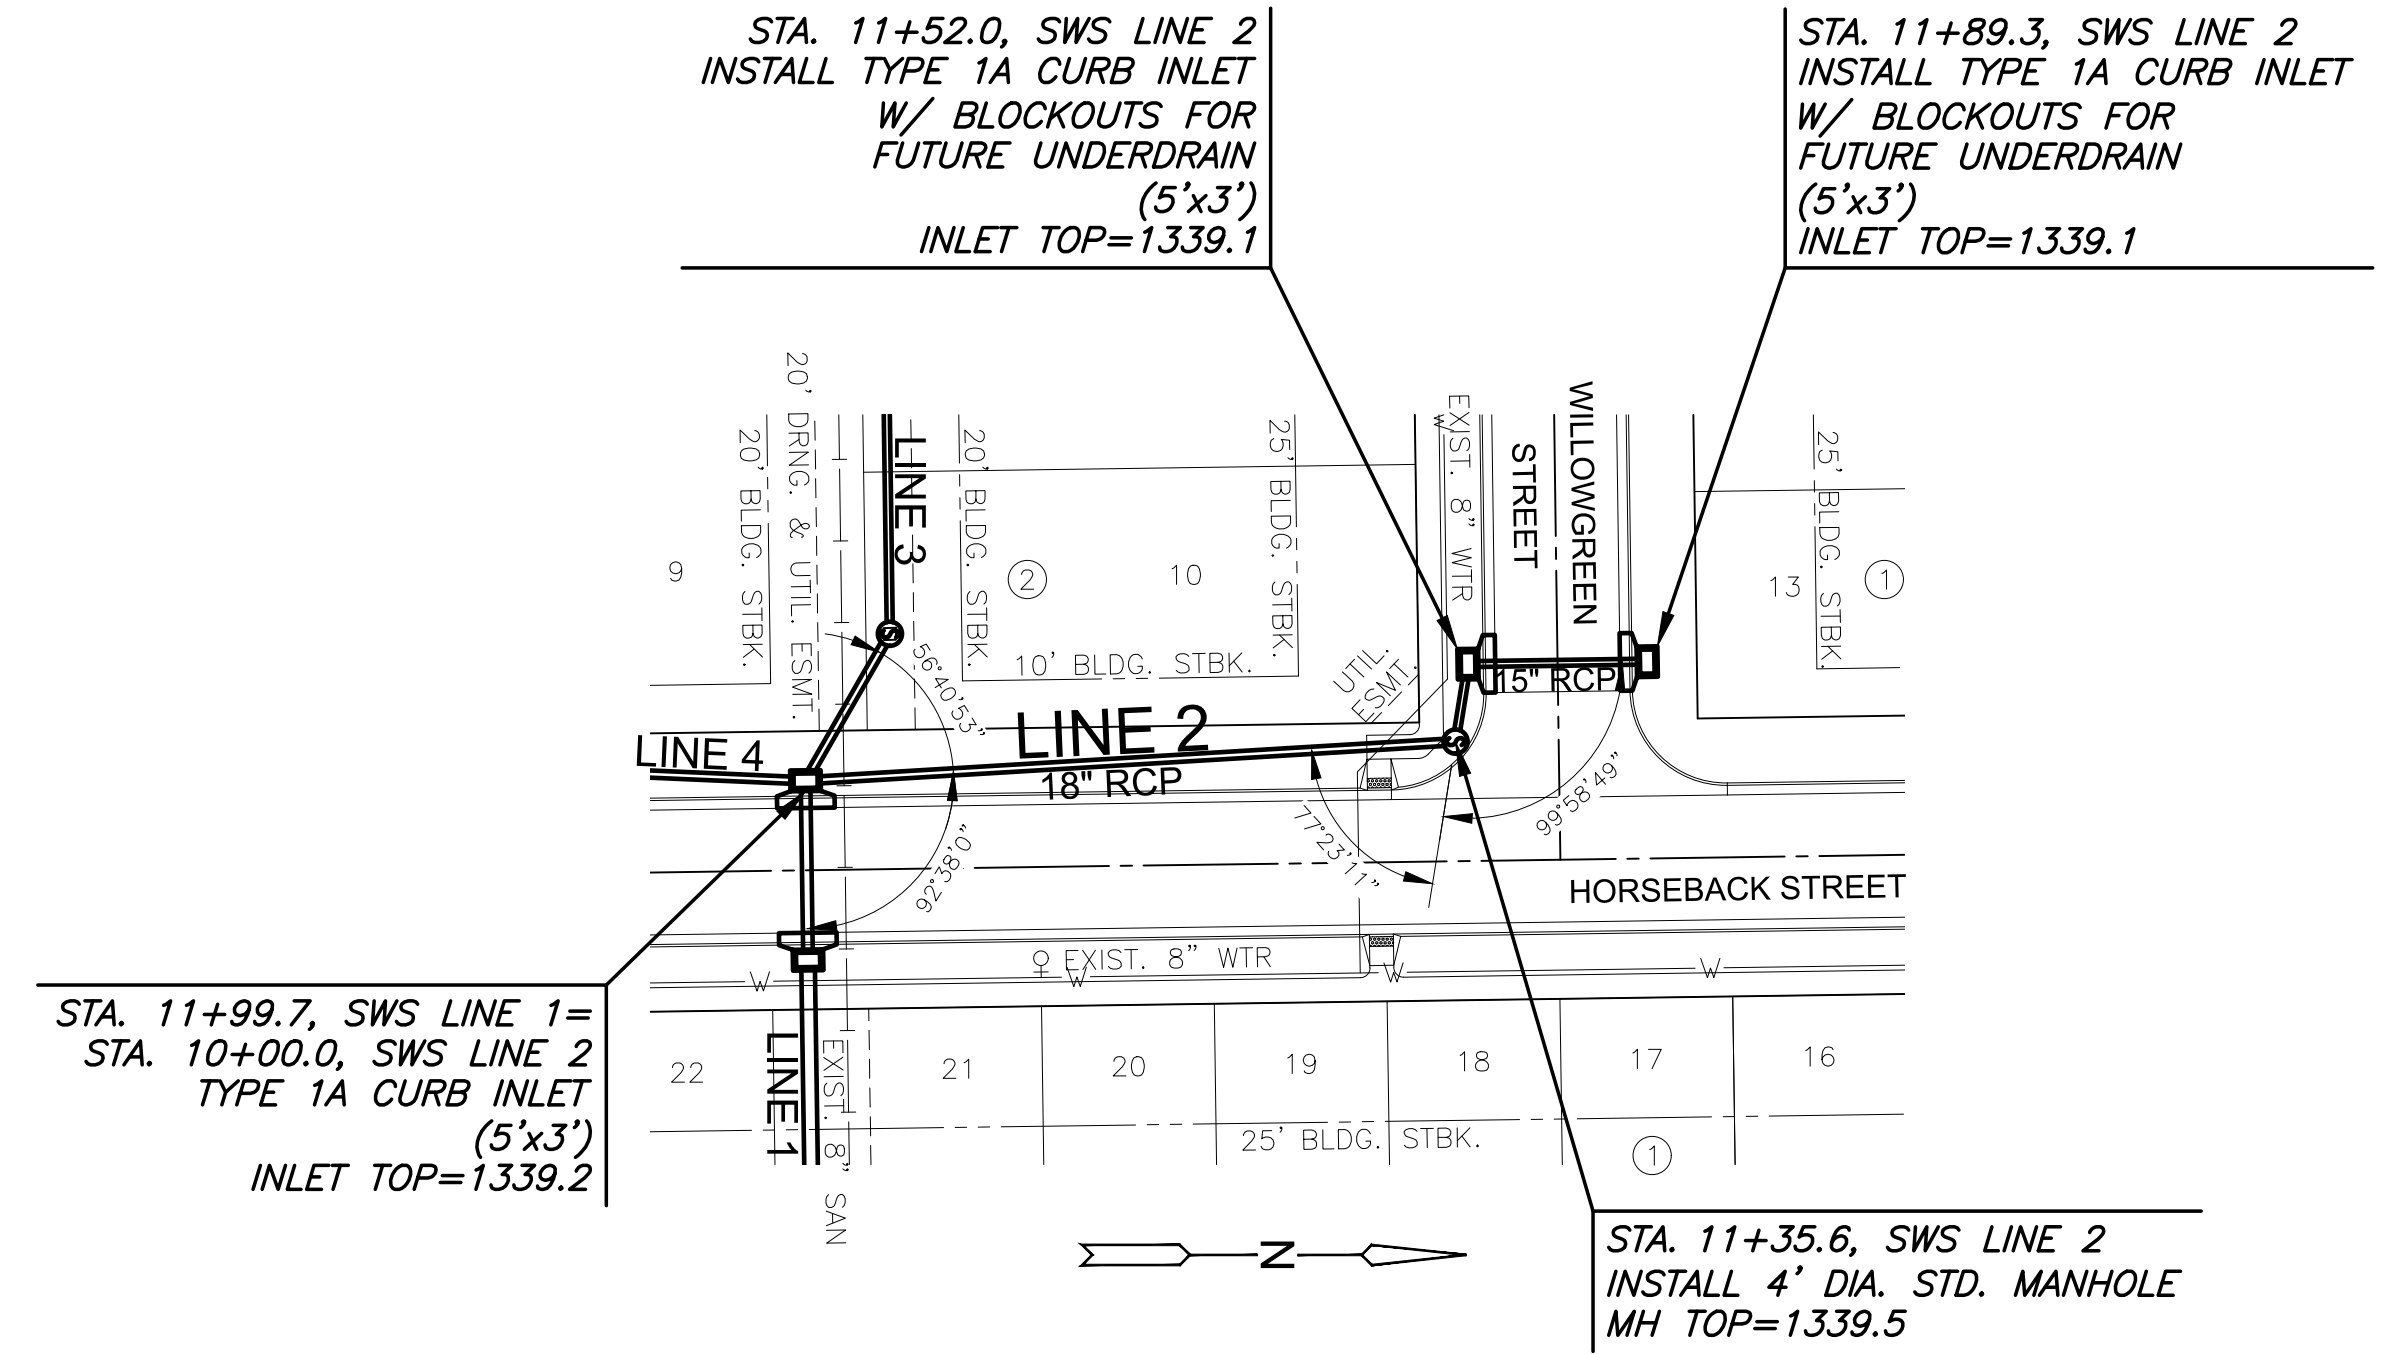 STA. 11+52.0, SWS LINE 2
INSTALL TYPE 1A CURB INLET
W/ BLOCKOUTS FOR
FUTURE UNDERDRAIN
(5'x3')
INLET TOP=1339.1
STA. 11+89.3, SWS LINE 2
INSTALL TYPE 1A CURB INLET
W/ BLOCKOUTS FOR
FUTURE UNDERDRAIN
(5'x3')
INLET TOP=1339.1
20' BLDG. STBK.
20' DRNG. & UTIL. ESMT.
LINE 3
20' BLDG. STBK.
25' BLDG. STBK.
EXIST. 8" WTR
W
STREET
WILLOWGREEN
25' BLDG. STBK.
9
2
10
13
1
S
56°40'53"
10' BLDG. STBK.
UTIL.
ESMT.
15" RCP
LINE 4
LINE 2
18" RCP
S
92°38'0"
77°23'11"
99°58'49"
HORSEBACK STREET
EXIST. 8" WTR
W
W
W
W
STA. 11+99.7, SWS LINE 1=
STA. 10+00.0, SWS LINE 2
TYPE 1A CURB INLET
(5'x3')
INLET TOP=1339.2
LINE 1
EXIST. 8" SAN
22
21
20
19
18
17
16
25' BLDG. STBK.
1
N
STA. 11+35.6, SWS LINE 2
INSTALL 4' DIA. STD. MANHOLE
MH TOP=1339.5